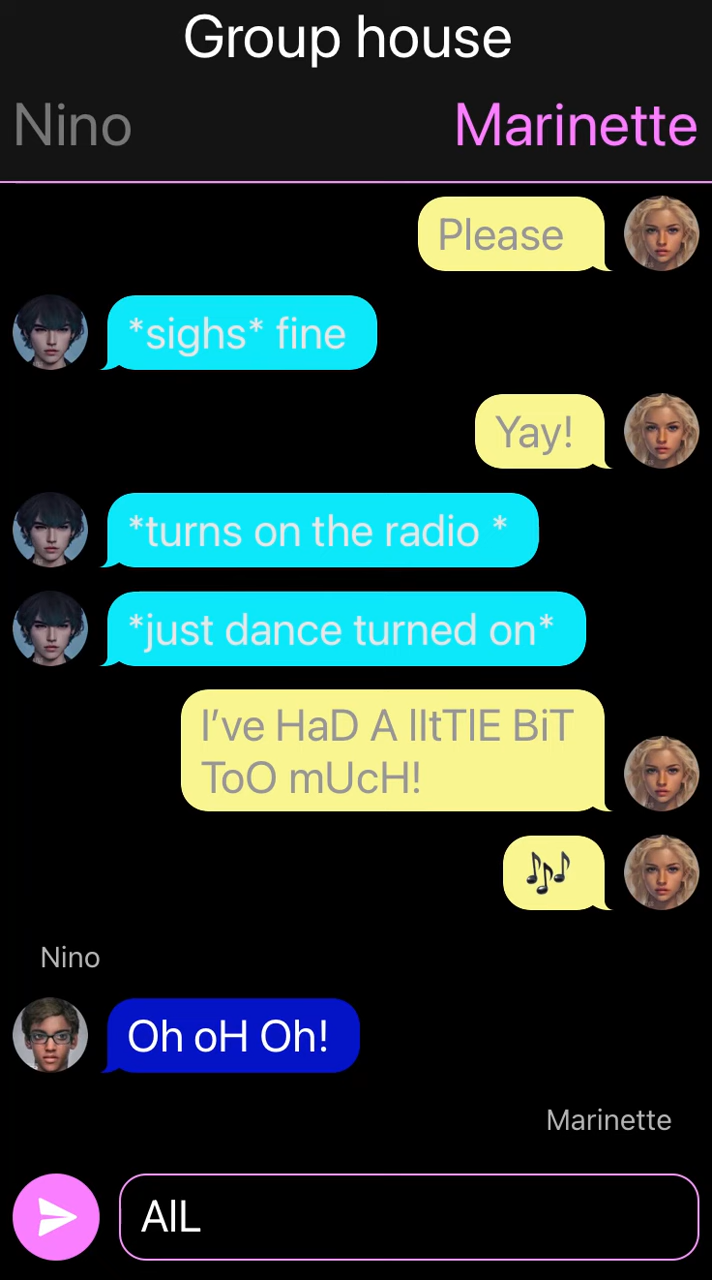 Group house
Nino
Marinette
Please
*sighs* fine
Yay!
*turns on the radio *
*just dance turned on*
I’ve HaD A lItTlE BiT
ToO mUcH!
🎶
Nino
Oh oH Oh!
Marinette
AlL